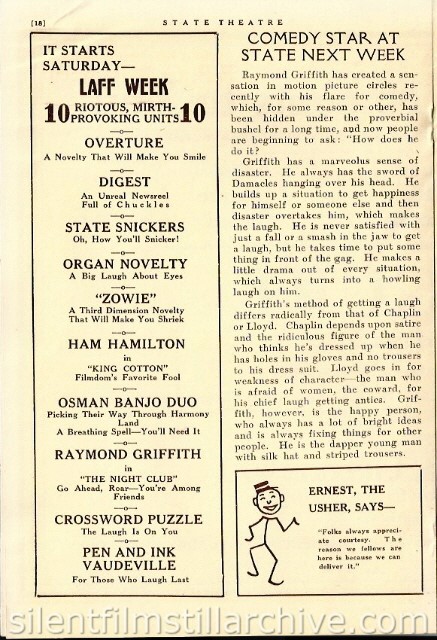 [18] STATE THEATRE
IT STARTS
SATURDAY—
LAFF WEEK
10 RIOTOUS, MIRTH- 10
PROVOKING UNITS
OVERTURE
A Novelty That Will Make You Smile
DIGEST
An Unreal Newsreel
Full of Chuckles
STATE SNICKERS
Oh, How You'll Snicker!
ORGAN NOVELTY
A Big Laugh About Eyes
"ZOWIE"
A Third Dimension Novelty
That Will Make You Shriek
HAM HAMILTON
in
"KING COTTON"
Filmdom's Favorite Fool
OSMAN BANJO DUO
Picking Their Way Through Harmony
Land
A Breathing Spell—You'll Need It
RAYMOND GRIFFITH
in
"THE NIGHT CLUB"
Go Ahead, Roar—You're Among
Friends
CROSSWORD PUZZLE
The Laugh Is On You
PEN AND INK
VAUDEVILLE
For Those Who Laugh Last
COMEDY STAR AT
STATE NEXT WEEK
Raymond Griffith has created a sen-
sation in motion picture circles re-
cently with his flare for comedy,
which, for some reason or other, has
been hidden under the proverbial
bushel for a long time, and now people
are beginning to ask: "How does he
do it?
Griffith has a marveolus sense of
disaster. He always has the sword of
Damacles hanging over his head. He
builds up a situation to get happiness
for himself or someone else and then
disaster overtakes him, which makes
the laugh. He is never satisfied with
just a fall or a smash in the jaw to get
a laugh, but he takes time to put some
thing in front of the gag. He makes a
little drama out of every situation,
which always turns into a howling
laugh on him.
Griffith's method of getting a laugh
differs radically from that of Chaplin
or Lloyd. Chaplin depends upon satire
and the ridiculous figure of the man
who thinks he's dressed up when he
has holes in his gloves and no trousers
to his dress suit. Lloyd goes in for
weakness of character—the man who
is afraid of women, the coward, for
his chief laugh getting antics. Grif-
fith, however, is the happy person,
who always has a lot of bright ideas
and is always fixing things for other
people. He is the dapper young man
with silk hat and striped trousers.
ERNEST, THE
USHER, SAYS—
"Folks always appreci-
ate courtesy. The
reason we fellows are
here is because we can
deliver it."
silentfilmstillarchive.com